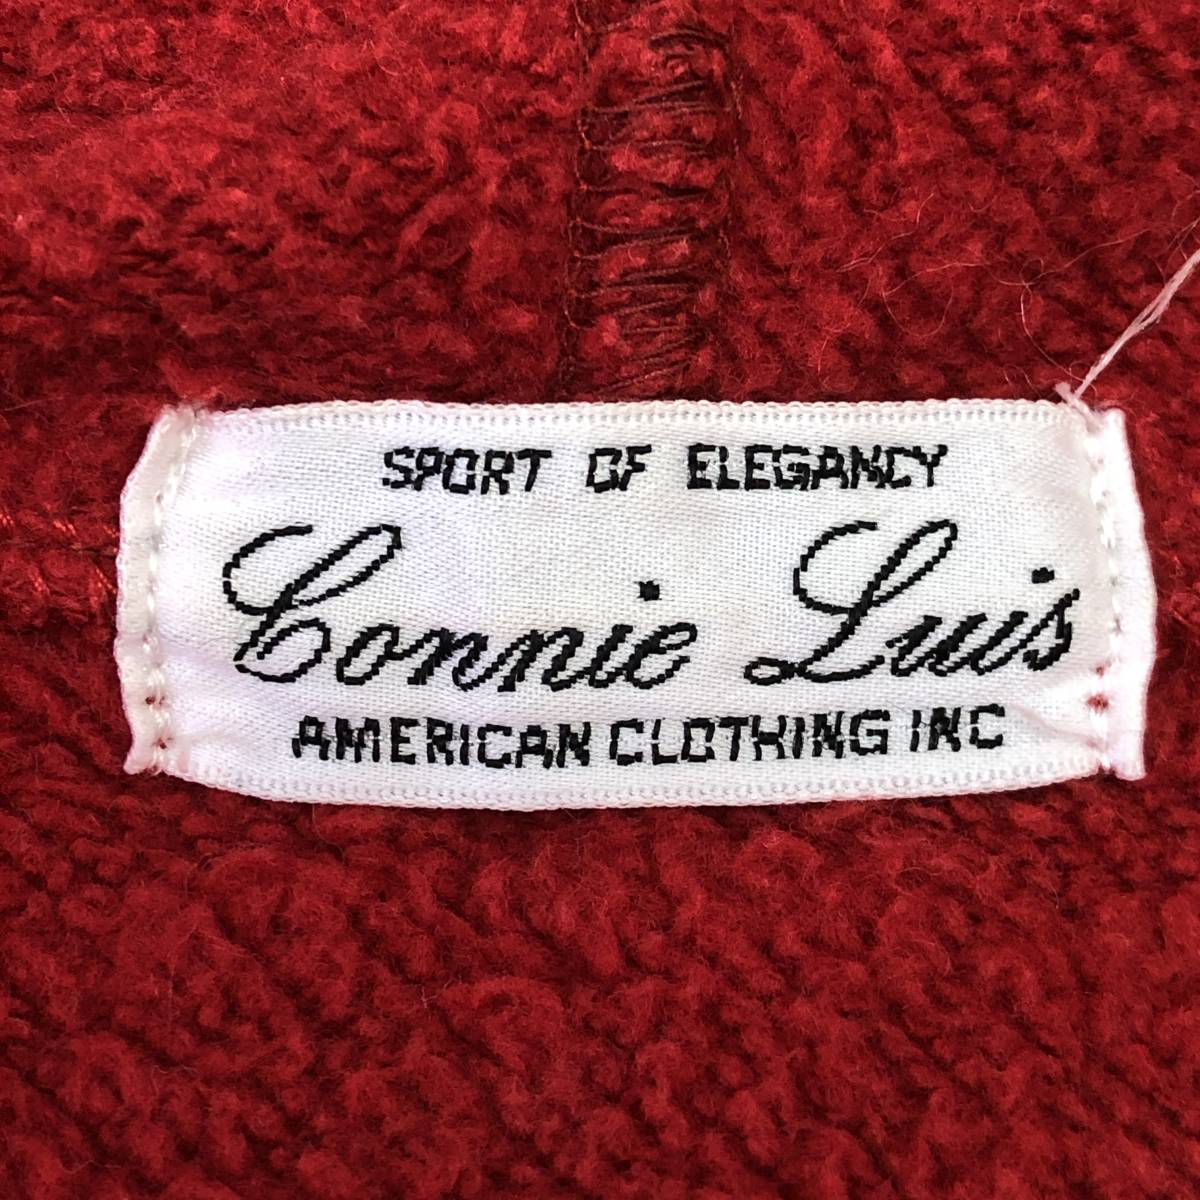 SPORT OF ELEGANCY
Connie Luis
AMERICAN CLOTHING INC